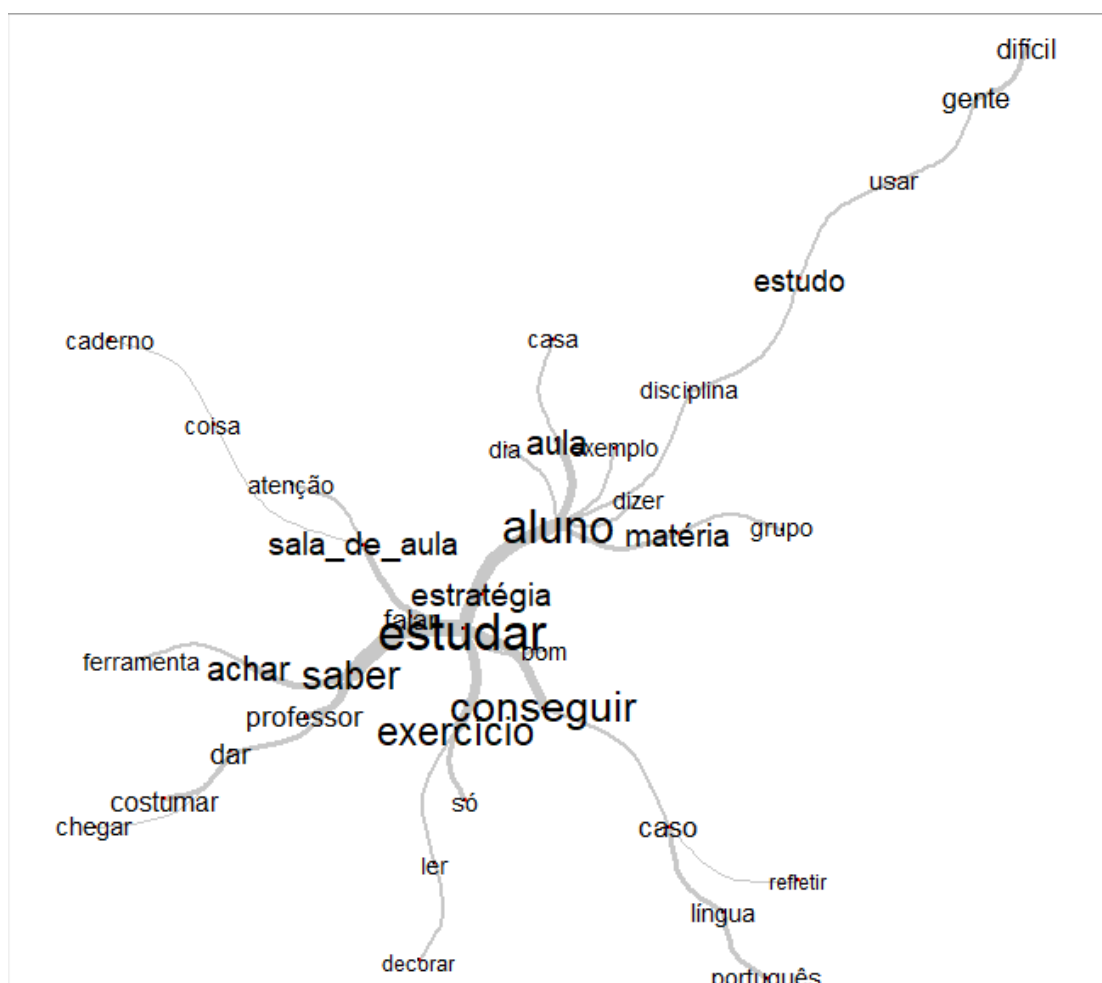 difícil
gente
usar
estudo
casa
caderno
disciplina
coisa
dia
aula
exemplo
atenção
dizer
aluno
matéria
grupo
sala_de_aula
estratégia
falar
estudar
bom
ferramenta
achar
saber
conseguir
professor
exercício
dar
costumar
só
chegar
caso
ler
refletir
língua
decorar
português